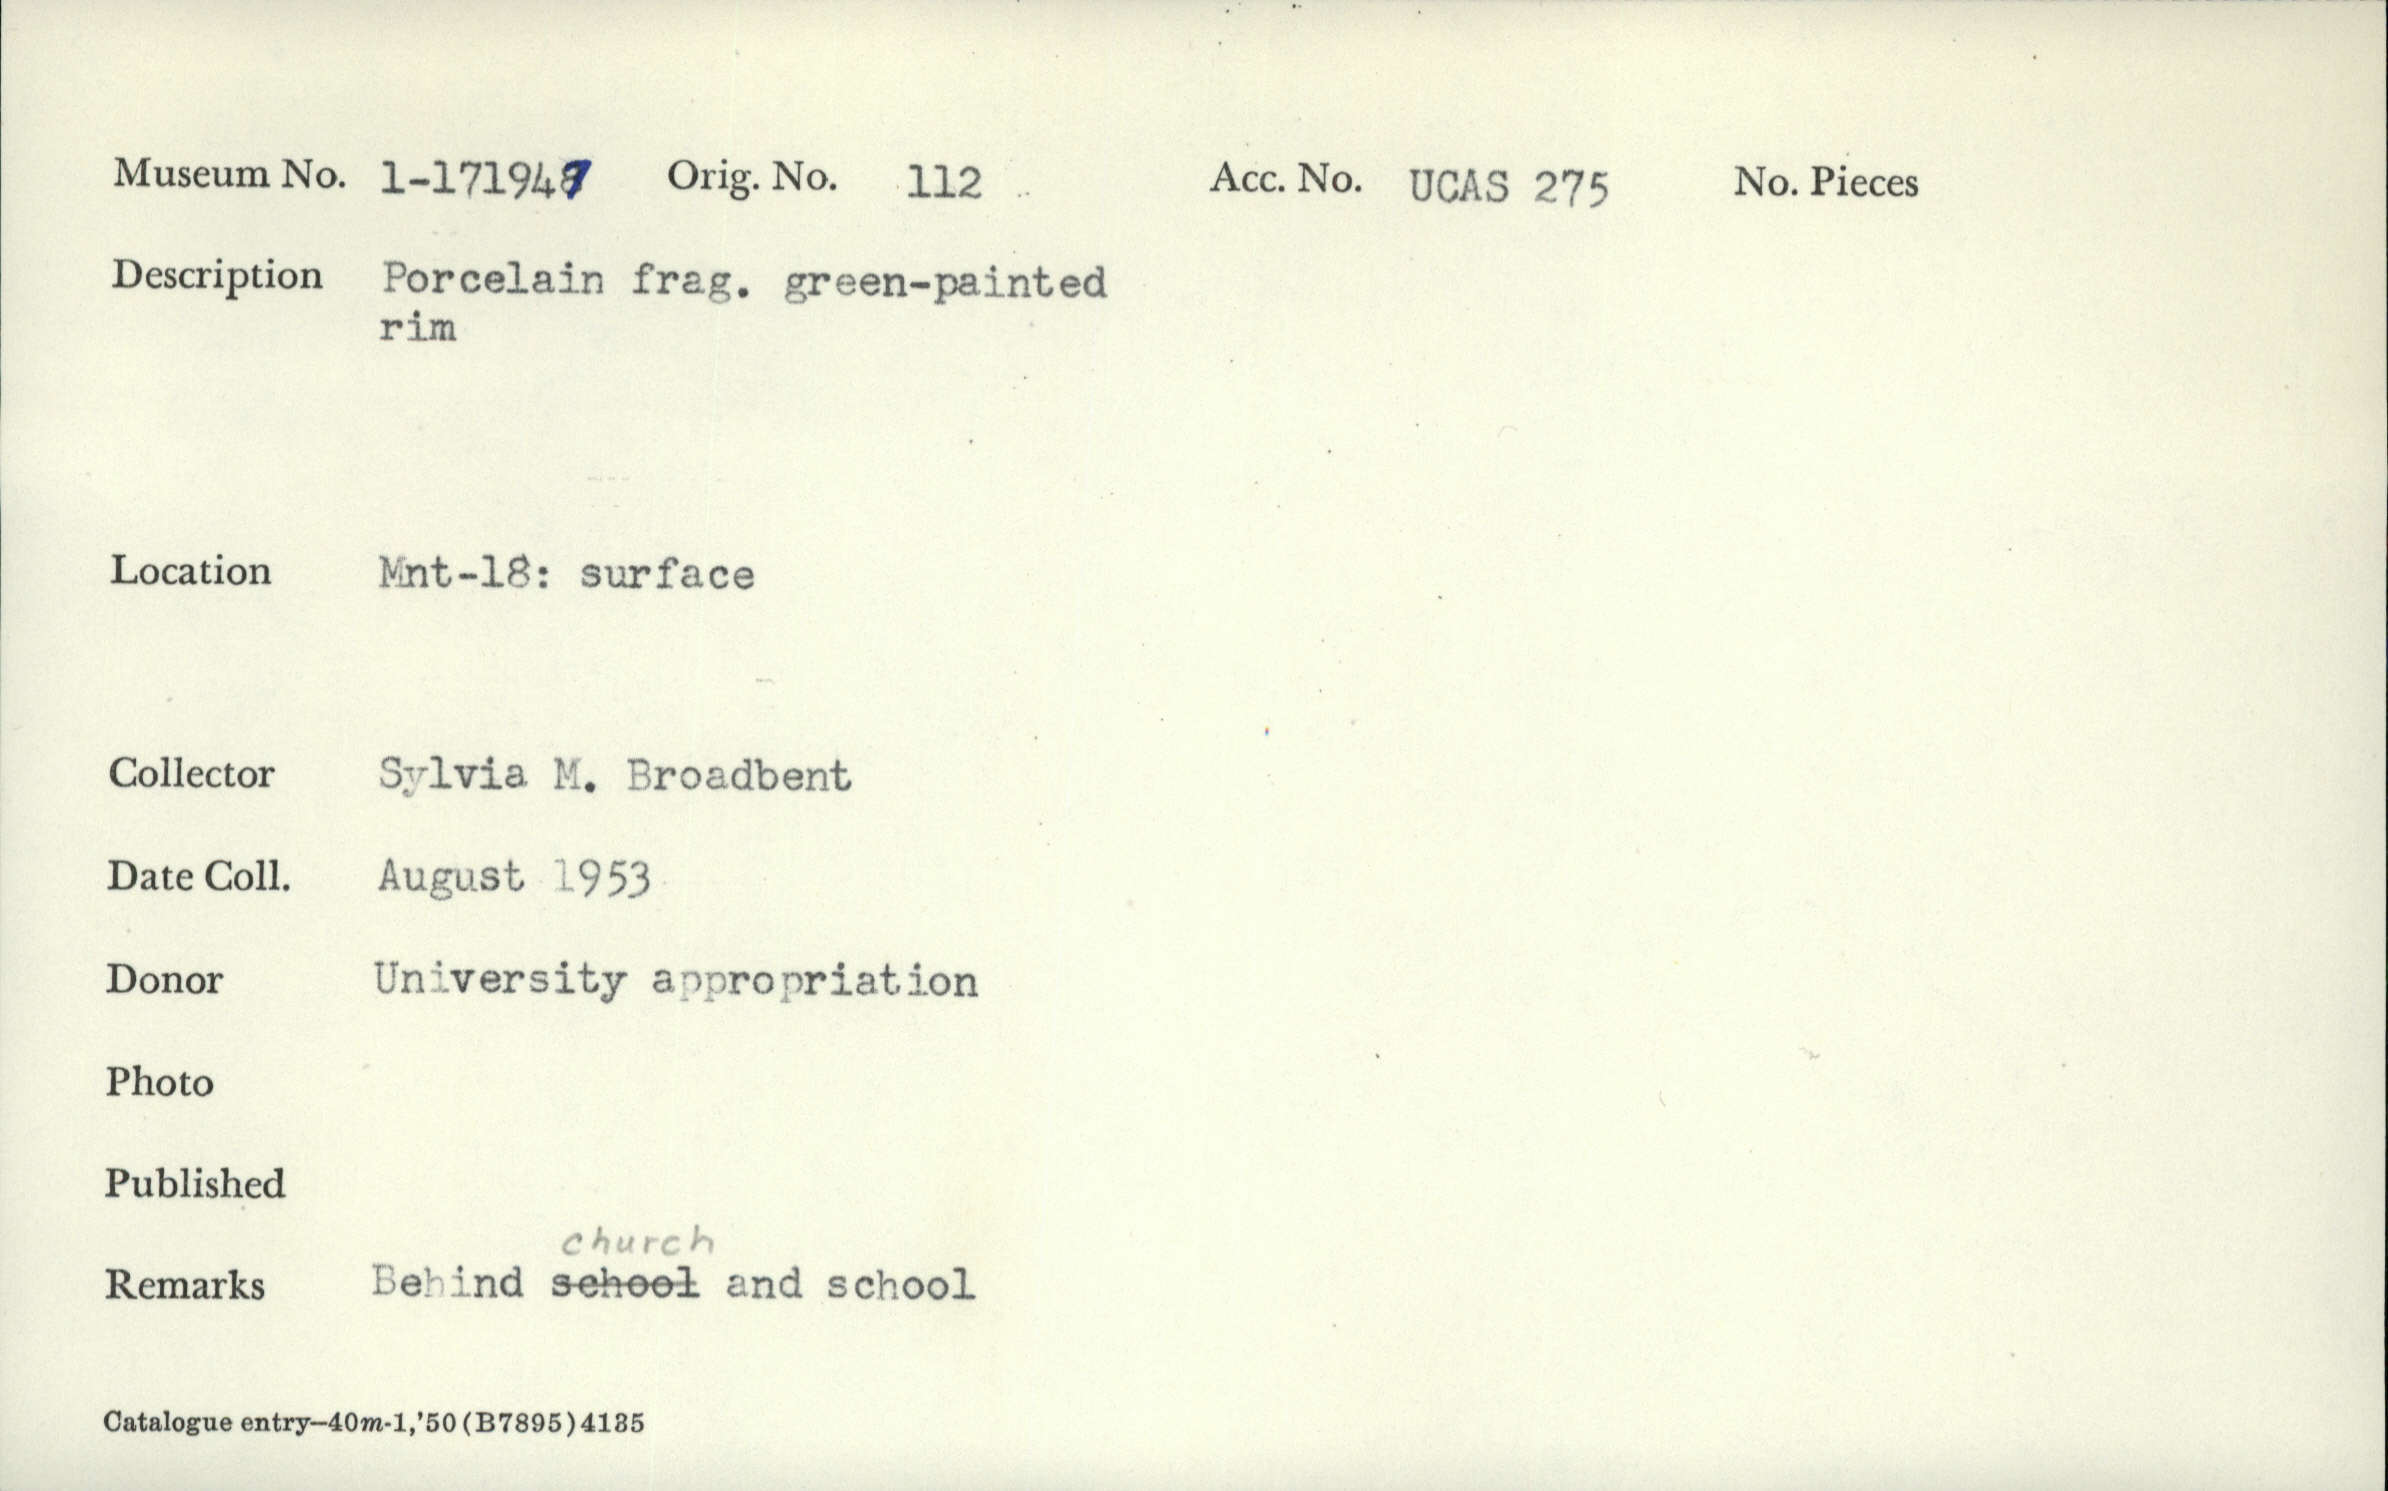 Museum No. 1-171947 Orig. No. 112 Acc. No. UCAS 275 No. Pieces
Description Porcelain frag. green-painted
rim
Location Mnt-18: surface
Collector Sylvia M. Broadbent
Date Coll. August 1953
Donor University appropriation
Photo
Published
church
Remarks Behind school and school
Catalogue entry—40m-1,'50(B7895)4135